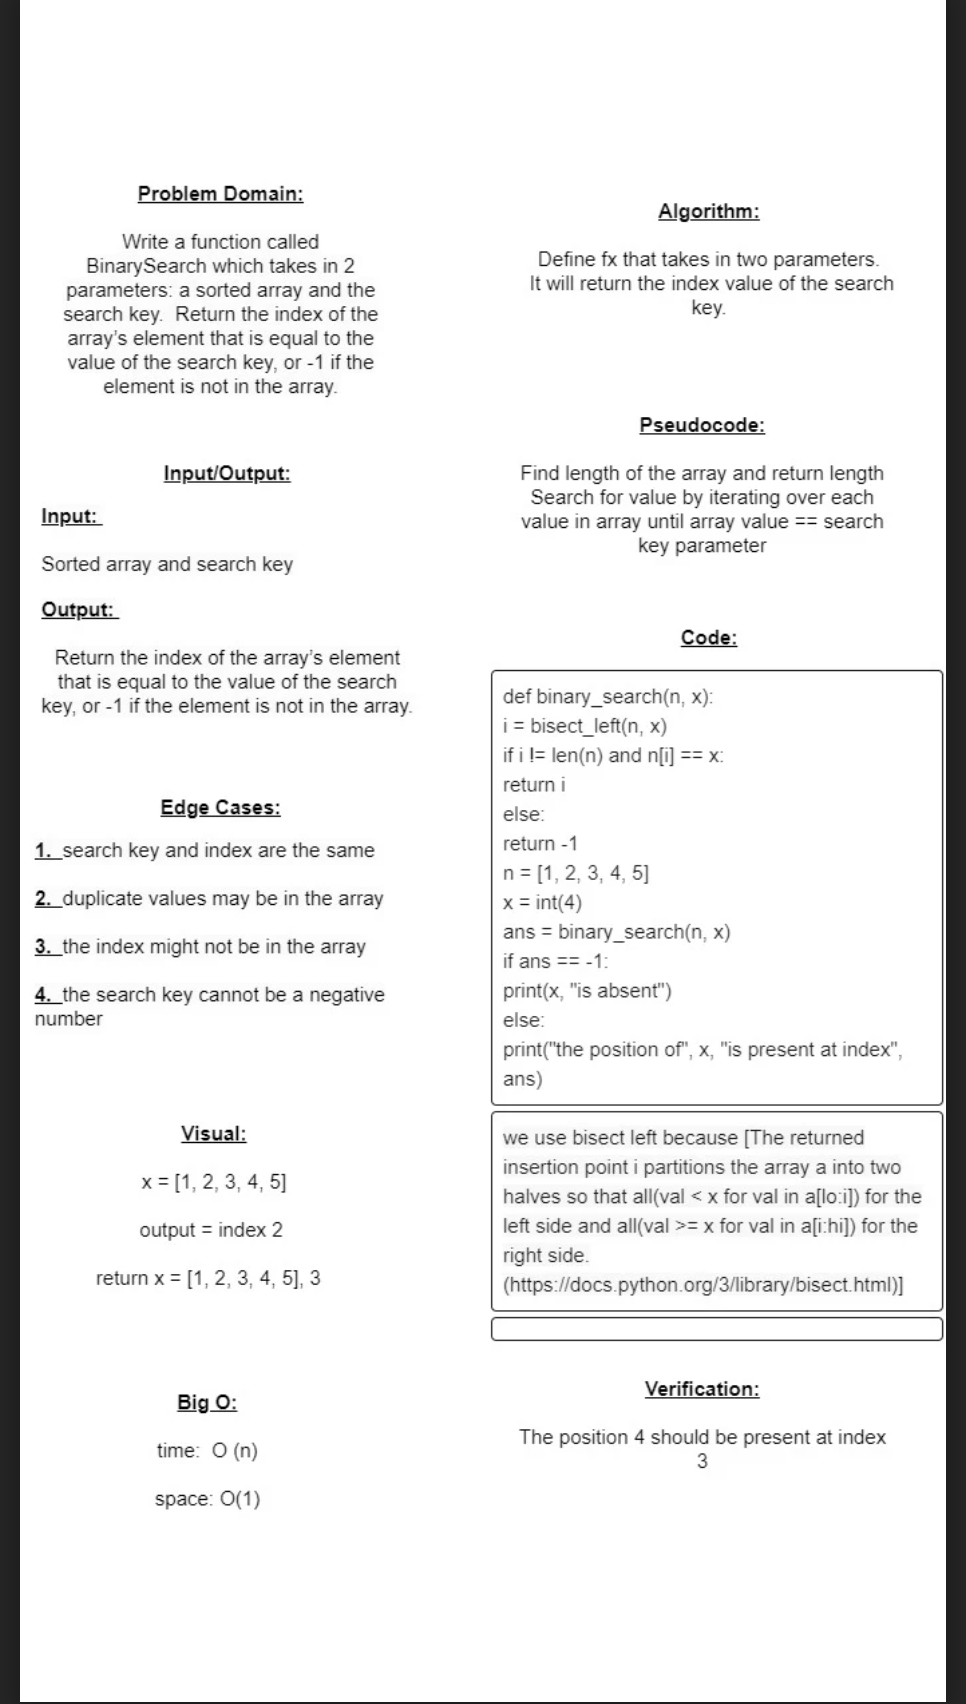 Problem Domain:
Write a function called
BinarySearch which takes in 2
parameters: a sorted array and the
search key.  Return the index of the
array's element that is equal to the
value of the search key, or -1 if the
element is not in the array.
Input/Output:
Input:
Sorted array and search key
Output:
Return the index of the array's element
that is equal to the value of the search
key, or -1 if the element is not in the array.
Edge Cases:
1. search key and index are the same
2. duplicate values may be in the array
3. the index might not be in the array
4. the search key cannot be a negative
number
Visual:
x = [1, 2, 3, 4, 5]
output = index 2
return x = [1, 2, 3, 4, 5], 3
Big O:
time:  O (n)
space: O(1)
Algorithm:
Define fx that takes in two parameters.
It will return the index value of the search
key.
Pseudocode:
Find length of the array and return length
Search for value by iterating over each
value in array until array value == search
key parameter
Code:
def binary_search(n, x):
i = bisect_left(n, x)
if i != len(n) and n[i] == x:
return i
else:
return -1
n = [1, 2, 3, 4, 5]
x = int(4)
ans = binary_search(n, x)
if ans == -1:
print(x, "is absent")
else:
print("the position of", x, "is present at index",
ans)
we use bisect left because [The returned
insertion point i partitions the array a into two
halves so that all(val < x for val in a[lo:i]) for the
left side and all(val >= x for val in a[i:hi]) for the
right side.
(https://docs.python.org/3/library/bisect.html)]
Verification:
The position 4 should be present at index
3